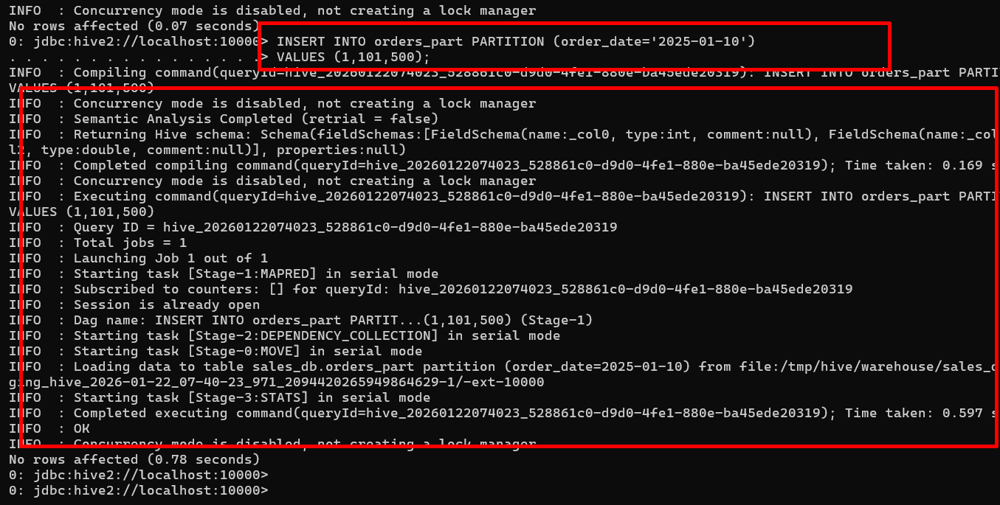 INFO  : Concurrency mode is disabled, not creating a lock manager
No rows affected (0.07 seconds)
0: jdbc:hive2://localhost:10000> INSERT INTO orders_part PARTITION (order_date='2025-01-10')
. . . . . . . . . . . . . . . .> VALUES (1,101,500);
INFO  : Compiling command(queryId=hive_20260122074023_528861c0-d9d0-4fe1-880e-ba45ede20319): INSERT INTO orders_part PARTI
VALUES (1,101,500)
INFO  : Concurrency mode is disabled, not creating a lock manager
INFO  : Semantic Analysis Completed (retrial = false)
INFO  : Returning Hive schema: Schema(fieldSchemas:[FieldSchema(name:_col0, type:int, comment:null), FieldSchema(name:_col
l2, type:double, comment:null)], properties:null)
INFO  : Completed compiling command(queryId=hive_20260122074023_528861c0-d9d0-4fe1-880e-ba45ede20319); Time taken: 0.169 s
INFO  : Concurrency mode is disabled, not creating a lock manager
INFO  : Executing command(queryId=hive_20260122074023_528861c0-d9d0-4fe1-880e-ba45ede20319): INSERT INTO orders_part PARTI
VALUES (1,101,500)
INFO  : Query ID = hive_20260122074023_528861c0-d9d0-4fe1-880e-ba45ede20319
INFO  : Total jobs = 1
INFO  : Launching Job 1 out of 1
INFO  : Starting task [Stage-1:MAPRED] in serial mode
INFO  : Subscribed to counters: [] for queryId: hive_20260122074023_528861c0-d9d0-4fe1-880e-ba45ede20319
INFO  : Session is already open
INFO  : Dag name: INSERT INTO orders_part PARTIT...(1,101,500) (Stage-1)
INFO  : Starting task [Stage-2:DEPENDENCY_COLLECTION] in serial mode
INFO  : Starting task [Stage-0:MOVE] in serial mode
INFO  : Loading data to table sales_db.orders_part partition (order_date=2025-01-10) from file:/tmp/hive/warehouse/sales_d
ging_hive_2026-01-22_07-40-23_971_2094420265949864629-1/-ext-10000
INFO  : Starting task [Stage-3:STATS] in serial mode
INFO  : Completed executing command(queryId=hive_20260122074023_528861c0-d9d0-4fe1-880e-ba45ede20319); Time taken: 0.597 s
INFO  : OK
INFO  : Concurrency mode is disabled, not creating a lock manager
No rows affected (0.78 seconds)
0: jdbc:hive2://localhost:10000>
0: jdbc:hive2://localhost:10000>